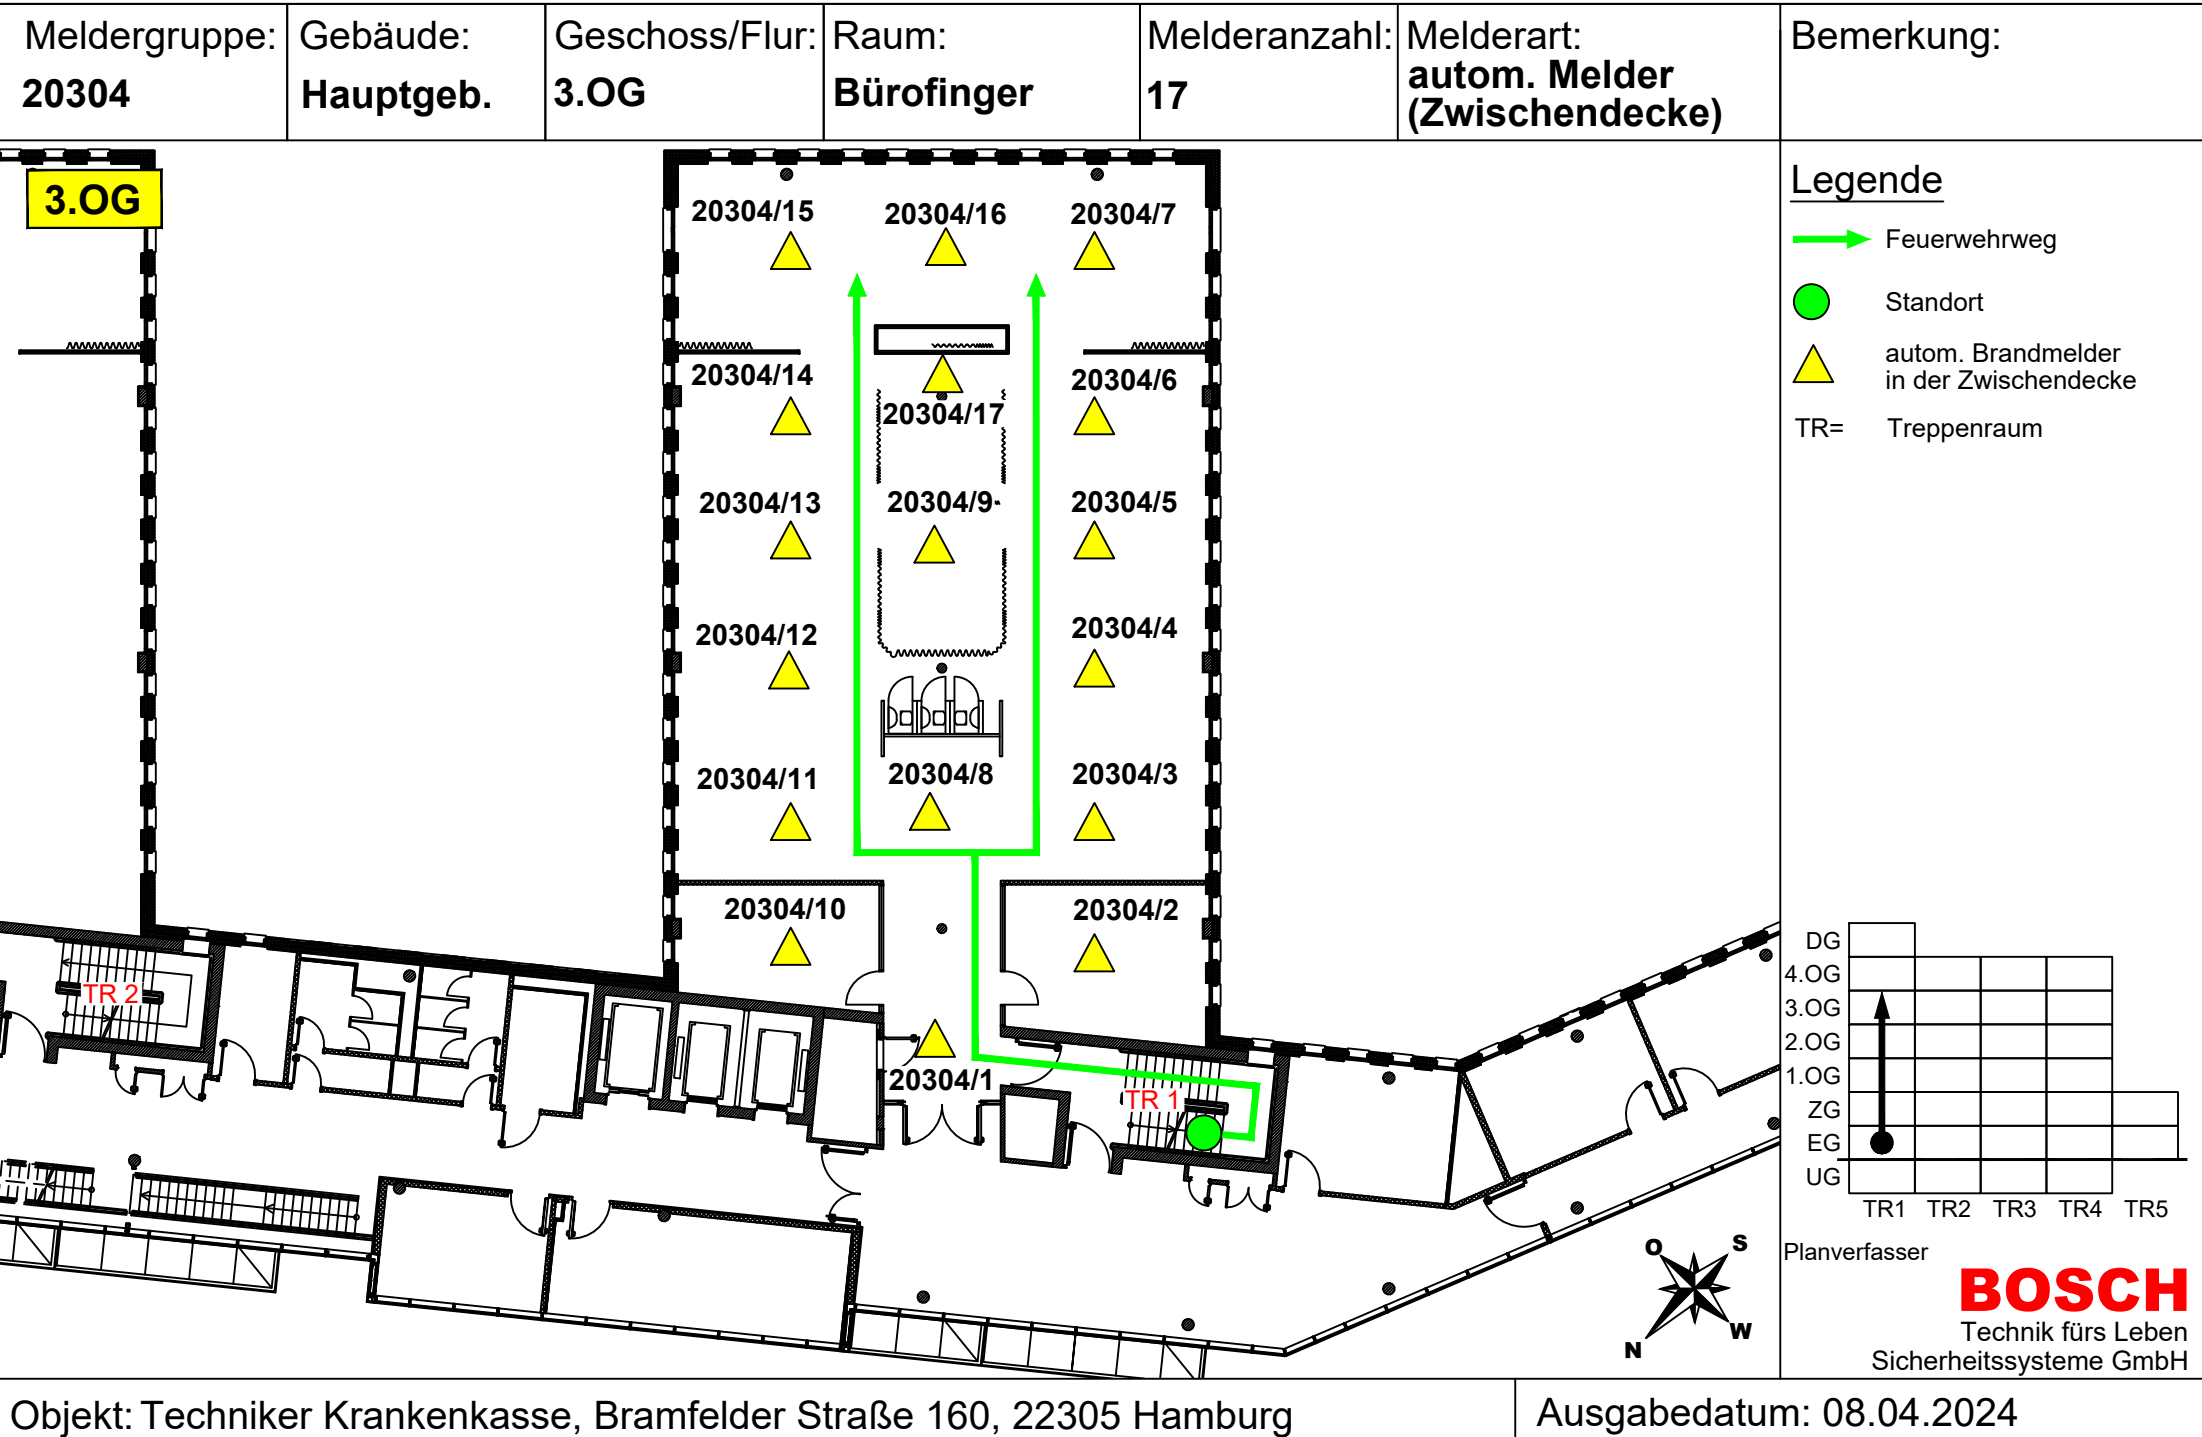 Meldergruppe:
20304
Gebäude:
Hauptgeb.
Geschoss/Flur:
3.OG
Raum:
Bürofinger
Melderanzahl:
17
Melderart:
autom. Melder
(Zwischendecke)
Bemerkung:
3.OG
20304/15
20304/16
20304/7
20304/14
20304/17
20304/6
20304/13
20304/9
20304/5
20304/12
20304/4
20304/11
20304/8
20304/3
20304/10
20304/2
20304/1
TR 2
TR 1
O
S
N
W
Legende
Feuerwehrweg
Standort
autom. Brandmelder
in der Zwischendecke
TR= Treppenraum
DG
4.OG
3.OG
2.OG
1.OG
ZG
EG
UG
TR1 TR2 TR3 TR4 TR5
Planverfasser
BOSCH
Technik fürs Leben
Sicherheitssysteme GmbH
Objekt: Techniker Krankenkasse, Bramfelder Straße 160, 22305 Hamburg
Ausgabedatum: 08.04.2024